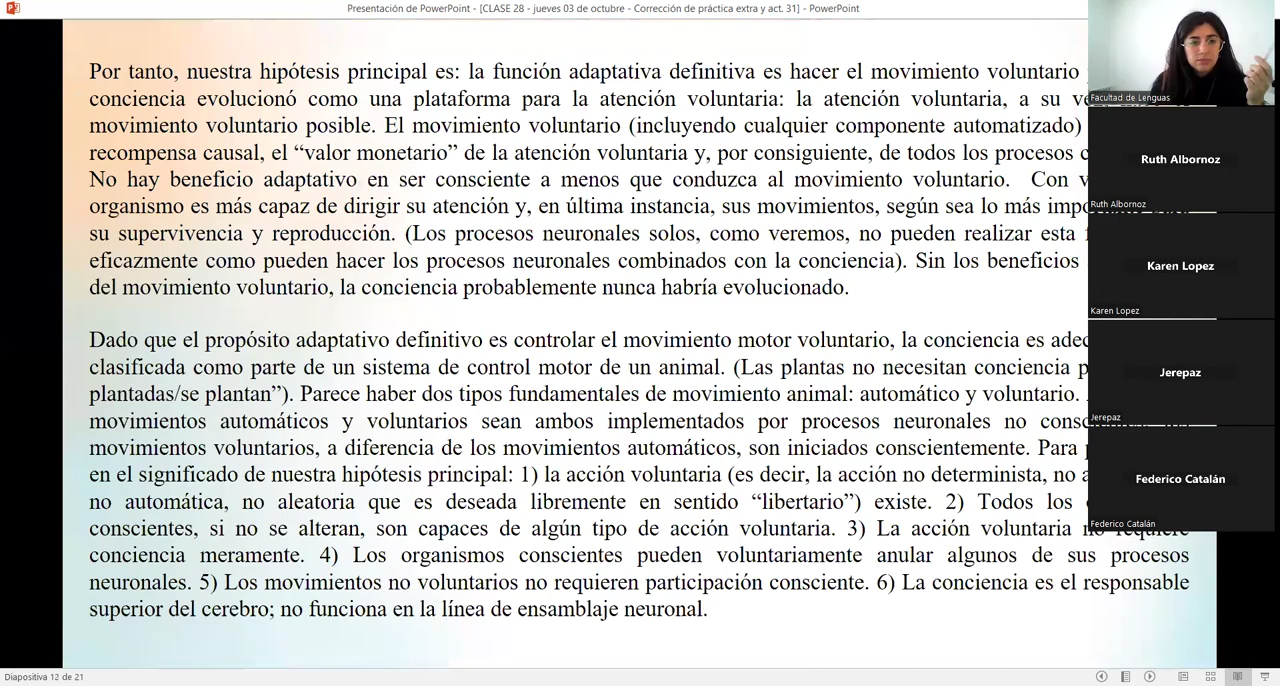 Presentación de PowerPoint - [CLASE 28 - jueves 03 de octubre - Corrección de práctica extra y act. 31] - PowerPoint
Por tanto, nuestra hipótesis principal es: la función adaptativa definitiva es hacer el movimiento voluntario
conciencia evolucionó como una plataforma para la atención voluntaria: la atención voluntaria, a su
movimiento voluntario posible. El movimiento voluntario (incluyendo cualquier componente automatizado)
recompensa causal, el “valor monetario” de la atención voluntaria y, por consiguiente, de todos los procesos
No hay beneficio adaptativo en ser consciente a menos que conduzca al movimiento voluntario. Con
organismo es más capaz de dirigir su atención y, en última instancia, sus movimientos, según sea lo más
su supervivencia y reproducción. (Los procesos neuronales solos, como veremos, no pueden realizar esta
eficazmente como pueden hacer los procesos neuronales combinados con la conciencia). Sin los beneficios
del movimiento voluntario, la conciencia probablemente nunca habría evolucionado.
Dado que el propósito adaptativo definitivo es controlar el movimiento motor voluntario, la conciencia es
clasificada como parte de un sistema de control motor de un animal. (Las plantas no necesitan conciencia
plantadas/se plantan”). Parece haber dos tipos fundamentales de movimiento animal: automático y voluntario.
movimientos automáticos y voluntarios sean ambos implementados por procesos neuronales no
movimientos voluntarios, a diferencia de los movimientos automáticos, son iniciados conscientemente. Para
en el significado de nuestra hipótesis principal: 1) la acción voluntaria (es decir, la acción no determinista, no
no automática, no aleatoria que es deseada libremente en sentido “libertario”) existe. 2) Todos los
conscientes, si no se alteran, son capaces de algún tipo de acción voluntaria. 3) La acción voluntaria no requiere
conciencia meramente. 4) Los organismos conscientes pueden voluntariamente anular algunos de sus procesos
neuronales. 5) Los movimientos no voluntarios no requieren participación consciente. 6) La conciencia es el responsable
superior del cerebro; no funciona en la línea de ensamblaje neuronal.
Facultad de Lenguas
Ruth Albornoz
Ruth Albornoz
Karen Lopez
Karen Lopez
Jerepaz
Jerepaz
Federico Catalán
Federico Catalán
Diapositiva 12 de 21